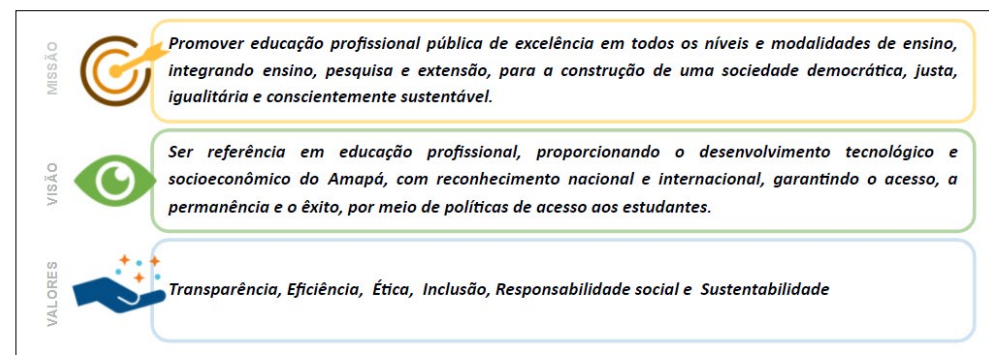 MISSÃO
Promover educação profissional pública de excelência em todos os níveis e modalidades de ensino,
integrando ensino, pesquisa e extensão, para a construção de uma sociedade democrática, justa,
igualitária e conscientemente sustentável.
VISÃO
Ser referência em educação profissional, proporcionando o desenvolvimento tecnológico e
socioeconômico do Amapá, com reconhecimento nacional e internacional, garantindo o acesso, a
permanência e o êxito, por meio de políticas de acesso aos estudantes.
VALORES
Transparência, Eficiência, Ética, Inclusão, Responsabilidade social e Sustentabilidade